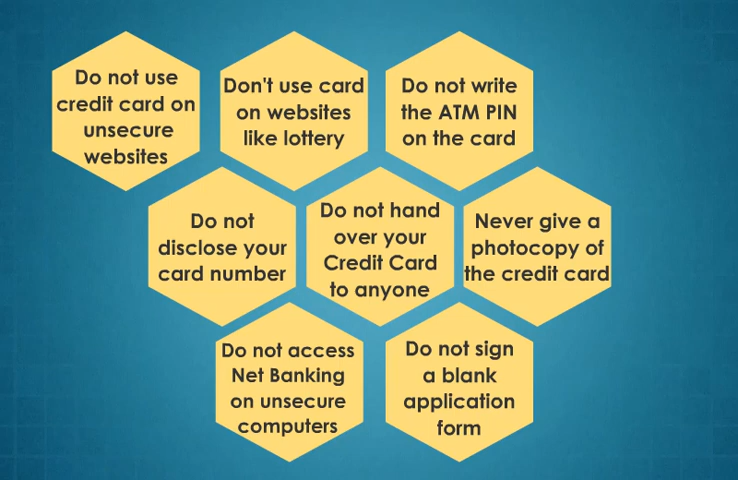 Do not use
credit card on
unsecure
websites
Don't use card
on websites
like lottery
Do not write
the ATM PIN
on the card
Do not
disclose your
card number
Do not hand
over your
Credit Card
to anyone
Never give a
photocopy of
the credit card
Do not access
Net Banking
on unsecure
computers
Do not sign
a blank
application
form